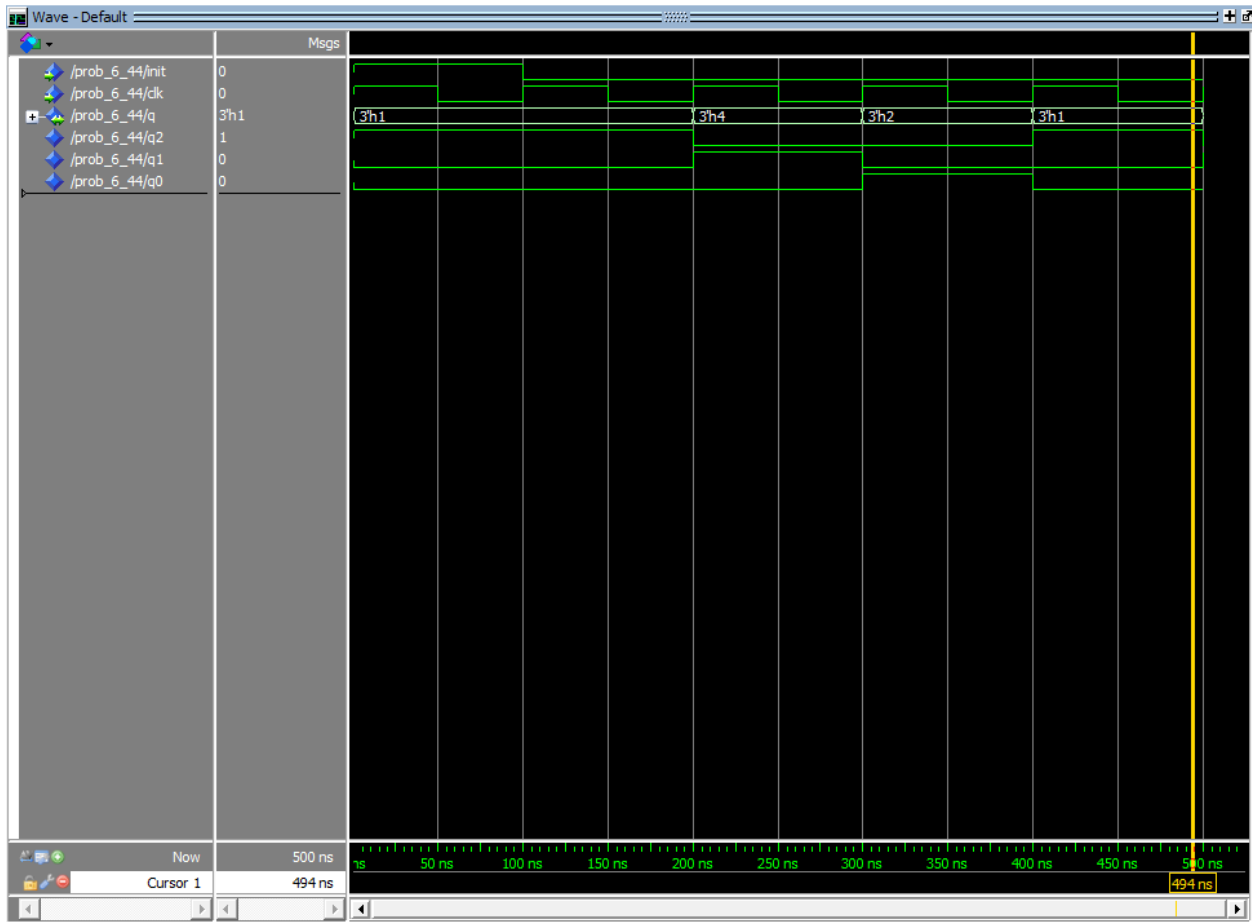 Wave - Default
Msgs
/prob_6_44/init 0
/prob_6_44/clk 0
/prob_6_44/q 3'h1 3'h1 3'h4 3'h2 3'h1
/prob_6_44/q2 1
/prob_6_44/q1 0
/prob_6_44/q0 0
Now 500 ns ns 50 ns 100 ns 150 ns 200 ns 250 ns 300 ns 350 ns 400 ns 450 ns 500 ns
Cursor 1 494 ns 494 ns